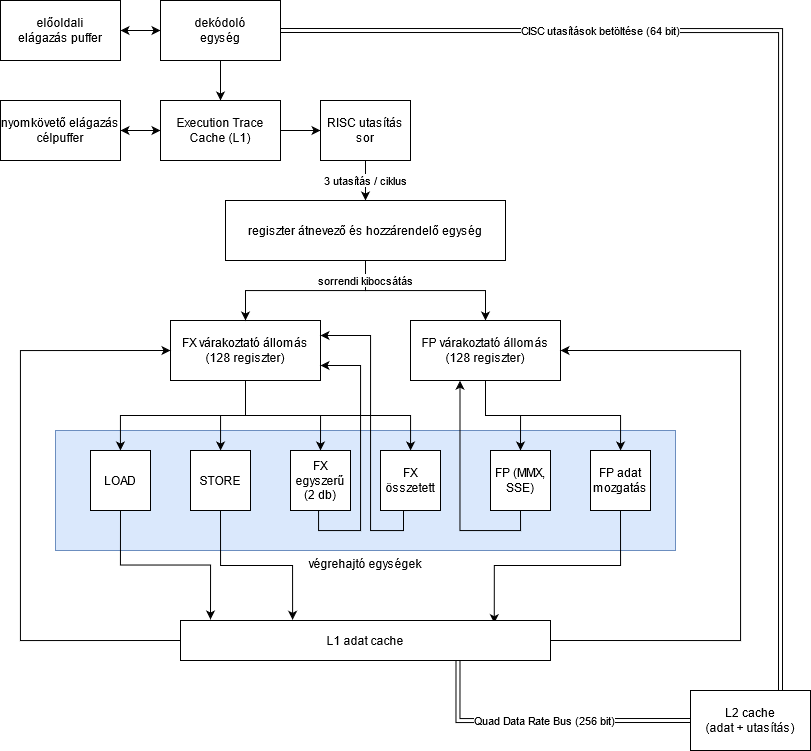 előoldali
elágazás puffer
dekódoló
egység
CISC utasítások betöltése (64 bit)
nyomkövető elágazás
célpuffer
Execution Trace
Cache (L1)
RISC utasítás
sor
3 utasítás / ciklus
regiszter átnevező és hozzárendelő egység
sorrendi kibocsátás
FX várakoztató állomás
(128 regiszter)
FP várakoztató állomás
(128 regiszter)
LOAD
STORE
FX
egyszerű
(2 db)
FX
összetett
FP (MMX,
SSE)
FP adat
mozgatás
végrehajtó egységek
L1 adat cache
Quad Data Rate Bus (256 bit)
L2 cache
(adat + utasítás)